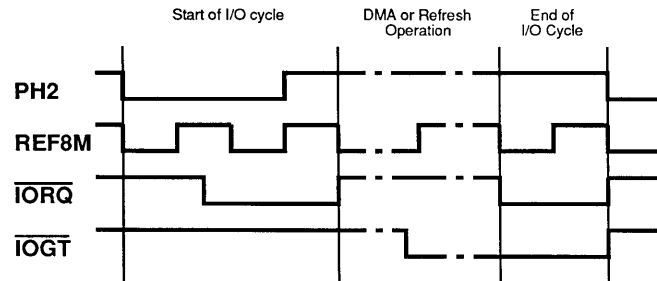 Start of I/O cycle
DMA or Refresh
Operation
End of
I/O Cycle
PH2
REF8M
IORQ
IOGT